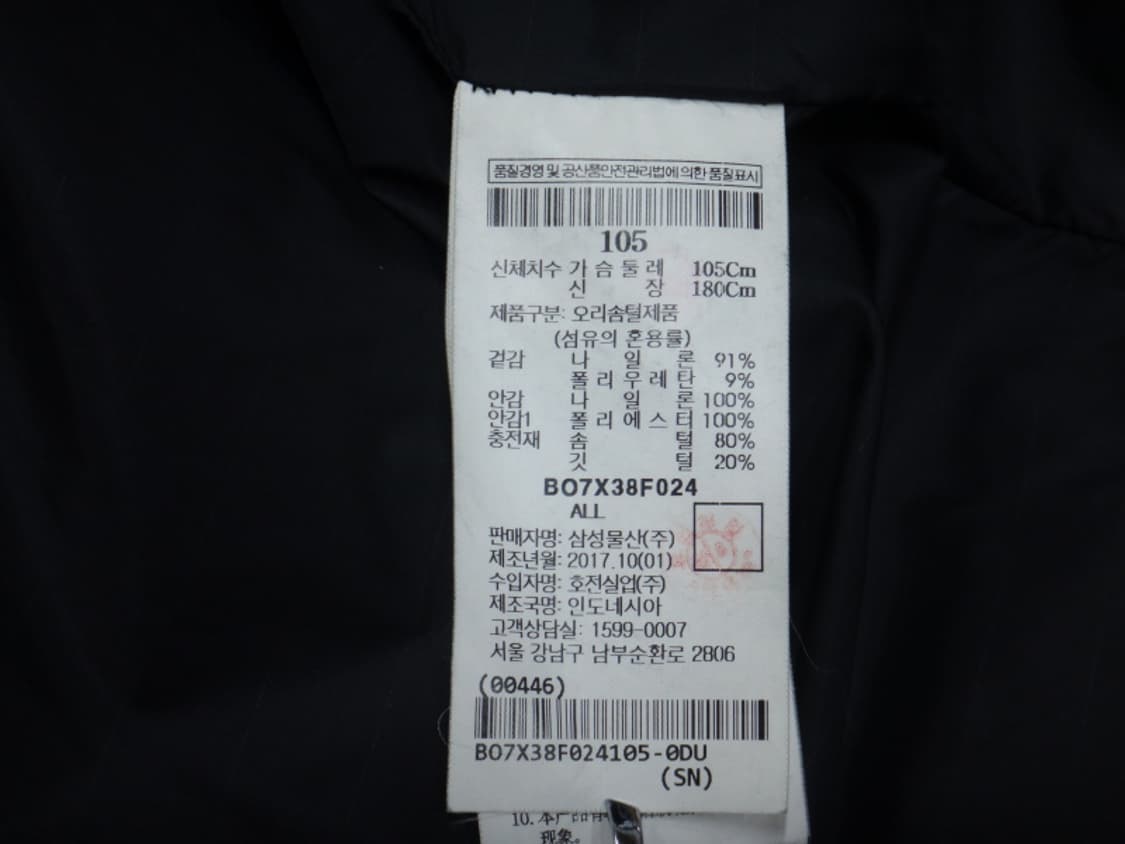 품질경영 및 공산품안전관리법에 의한 품질표시
105
신체치수 가슴둘레 105Cm
신 장 180Cm
제품구분: 오리솜털제품
(섬유의 혼용률)
겉감 나 일 론 91%
폴리우레탄 9%
안감 나 일 론 100%
안감1 폴리에스터 100%
충전재 솜 털 80%
깃 털 20%
BO7X38F024
ALL
판매자명: 삼성물산(주)
제조년월: 2017.10(01)
수입자명: 호전실업(주)
제조국명: 인도네시아
고객상담실: 1599-0007
서울 강남구 남부순환로 2806
(00446)
BO7X38F024105-0DU
(SN)
10. 本产品
现象。